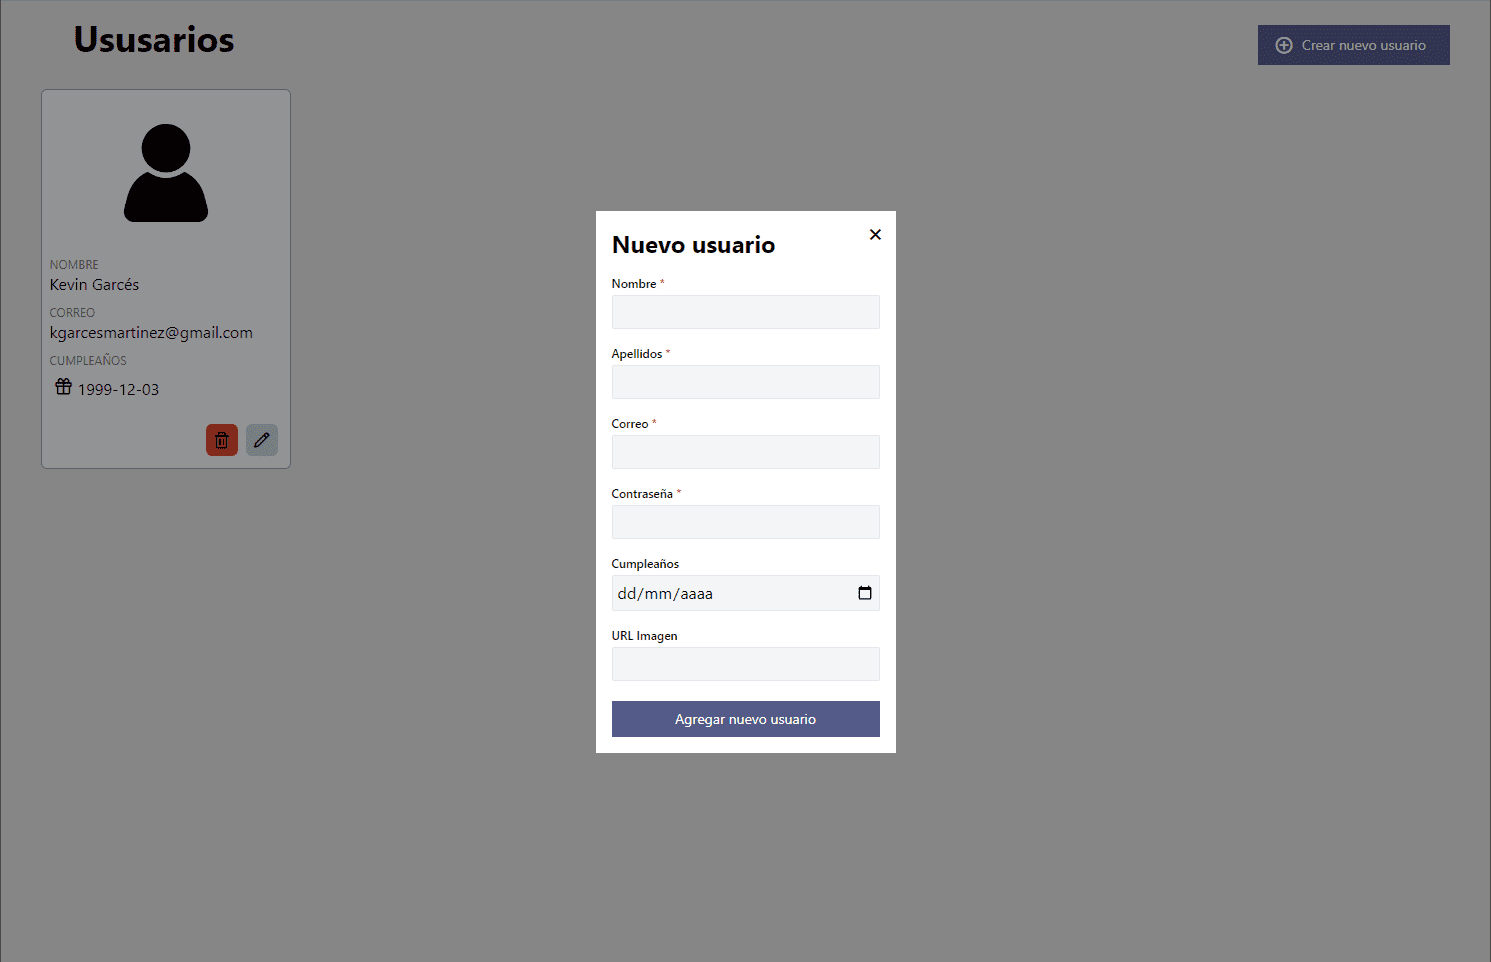 Ususarios
Crear nuevo usuario
NOMBRE
Kevin Garcés
CORREO
kgarcesmartinez@gmail.com
CUMPLEAÑOS
1999-12-03
Nuevo usuario
Nombre *
Apellidos *
Correo *
Contraseña *
Cumpleaños
dd/mm/aaaa
URL Imagen
Agregar nuevo usuario